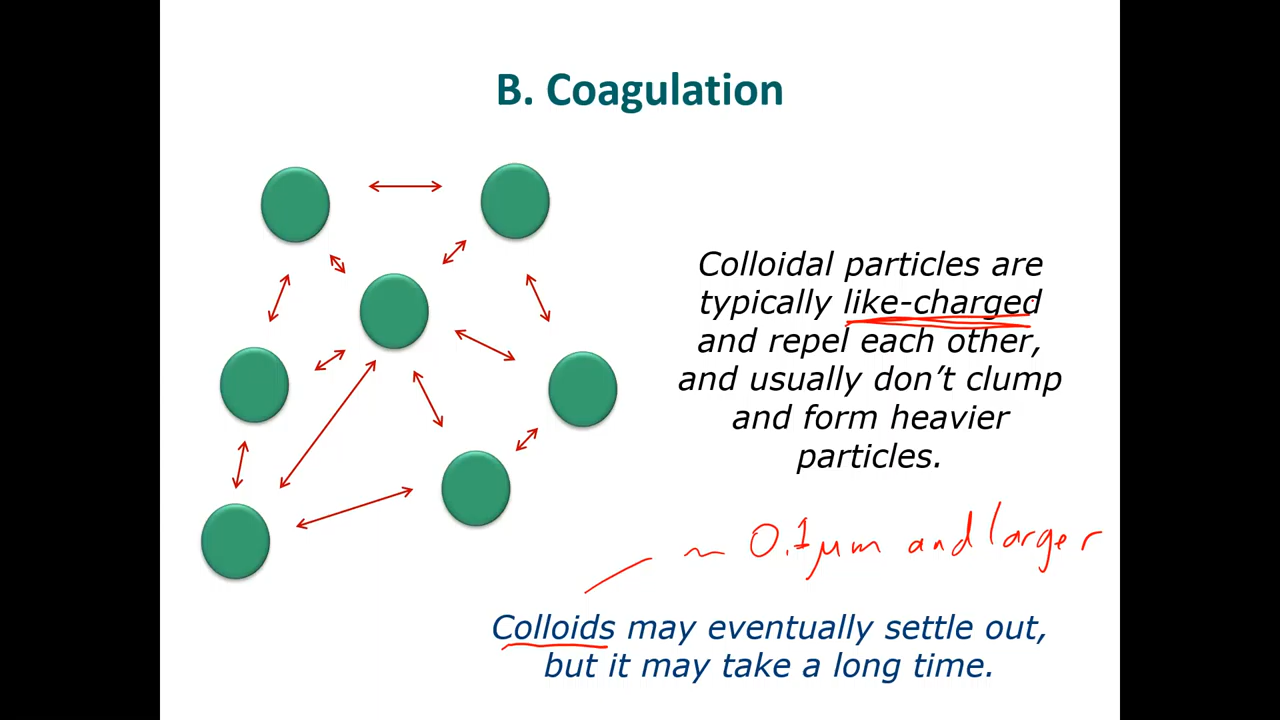 B. Coagulation
Colloidal particles are
typically like-charged
and repel each other,
and usually don’t clump
and form heavier
particles.
~ 0.1 μm and larger
Colloids may eventually settle out,
but it may take a long time.